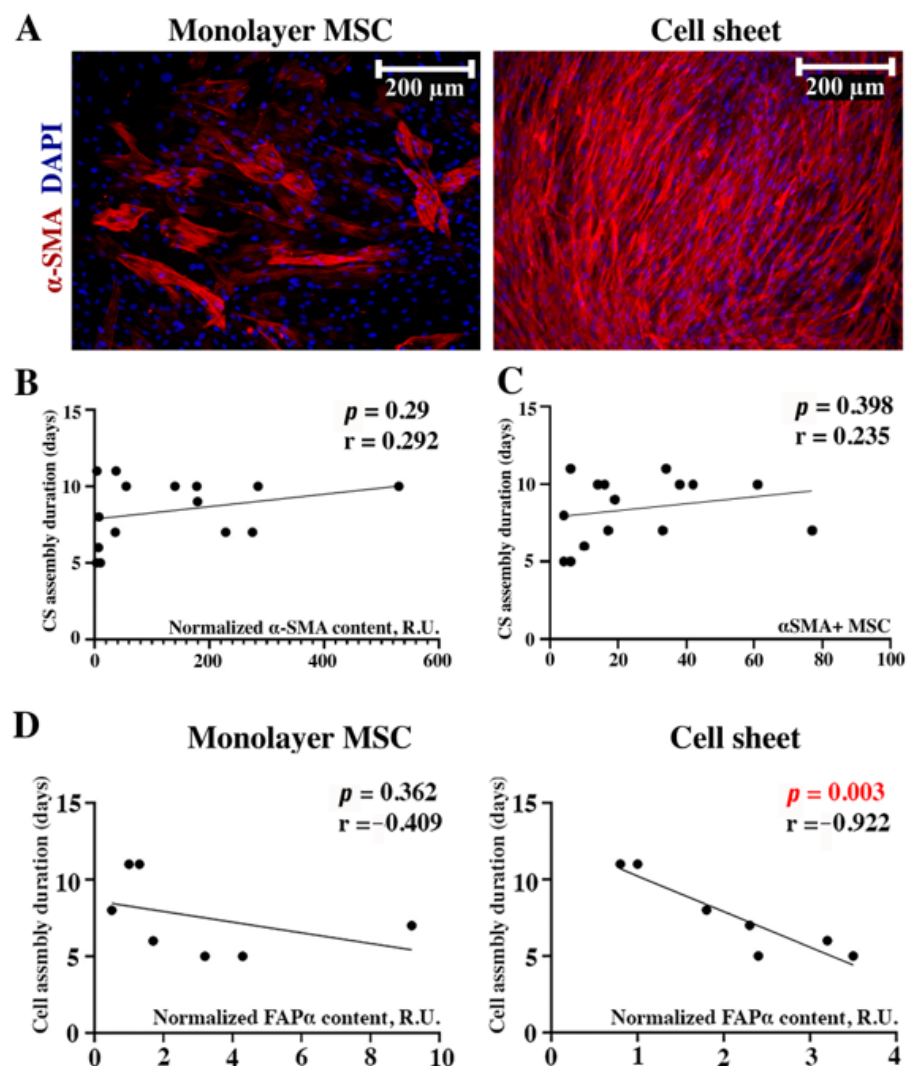 A
Monolayer MSC
Cell sheet
α-SMA DAPI
200 µm
200 µm
B
CS assembly duration (days)
15
10
5
0
p = 0.29
r = 0.292
Normalized α-SMA content, R.U.
0
200
400
600
C
CS assembly duration (days)
15
10
5
0
p = 0.398
r = 0.235
αSMA+ MSC
0
20
40
60
80
100
D
Monolayer MSC
Cell assmbly duration (days)
15
10
5
0
p = 0.362
r =−0.409
Normalized FAPα content, R.U.
0
2
4
6
8
10
Cell sheet
Cell assembly duration (days)
15
10
5
0
p = 0.003
r =−0.922
Normalized FAPα content, R.U.
0
1
2
3
4